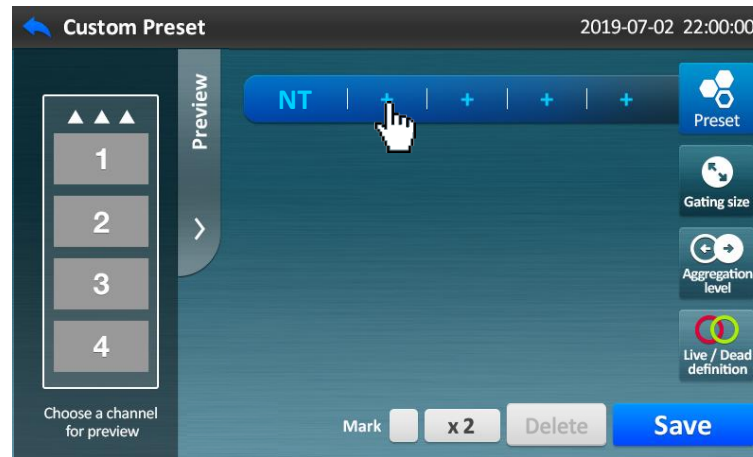 Custom Preset
2019-07-02 22:00:00
1
2
3
4
Choose a channel
for preview
Preview
>
NT | + | + | + | +
Preset
Gating size
Aggregation
level
Live / Dead
definition
Mark
x 2
Delete
Save